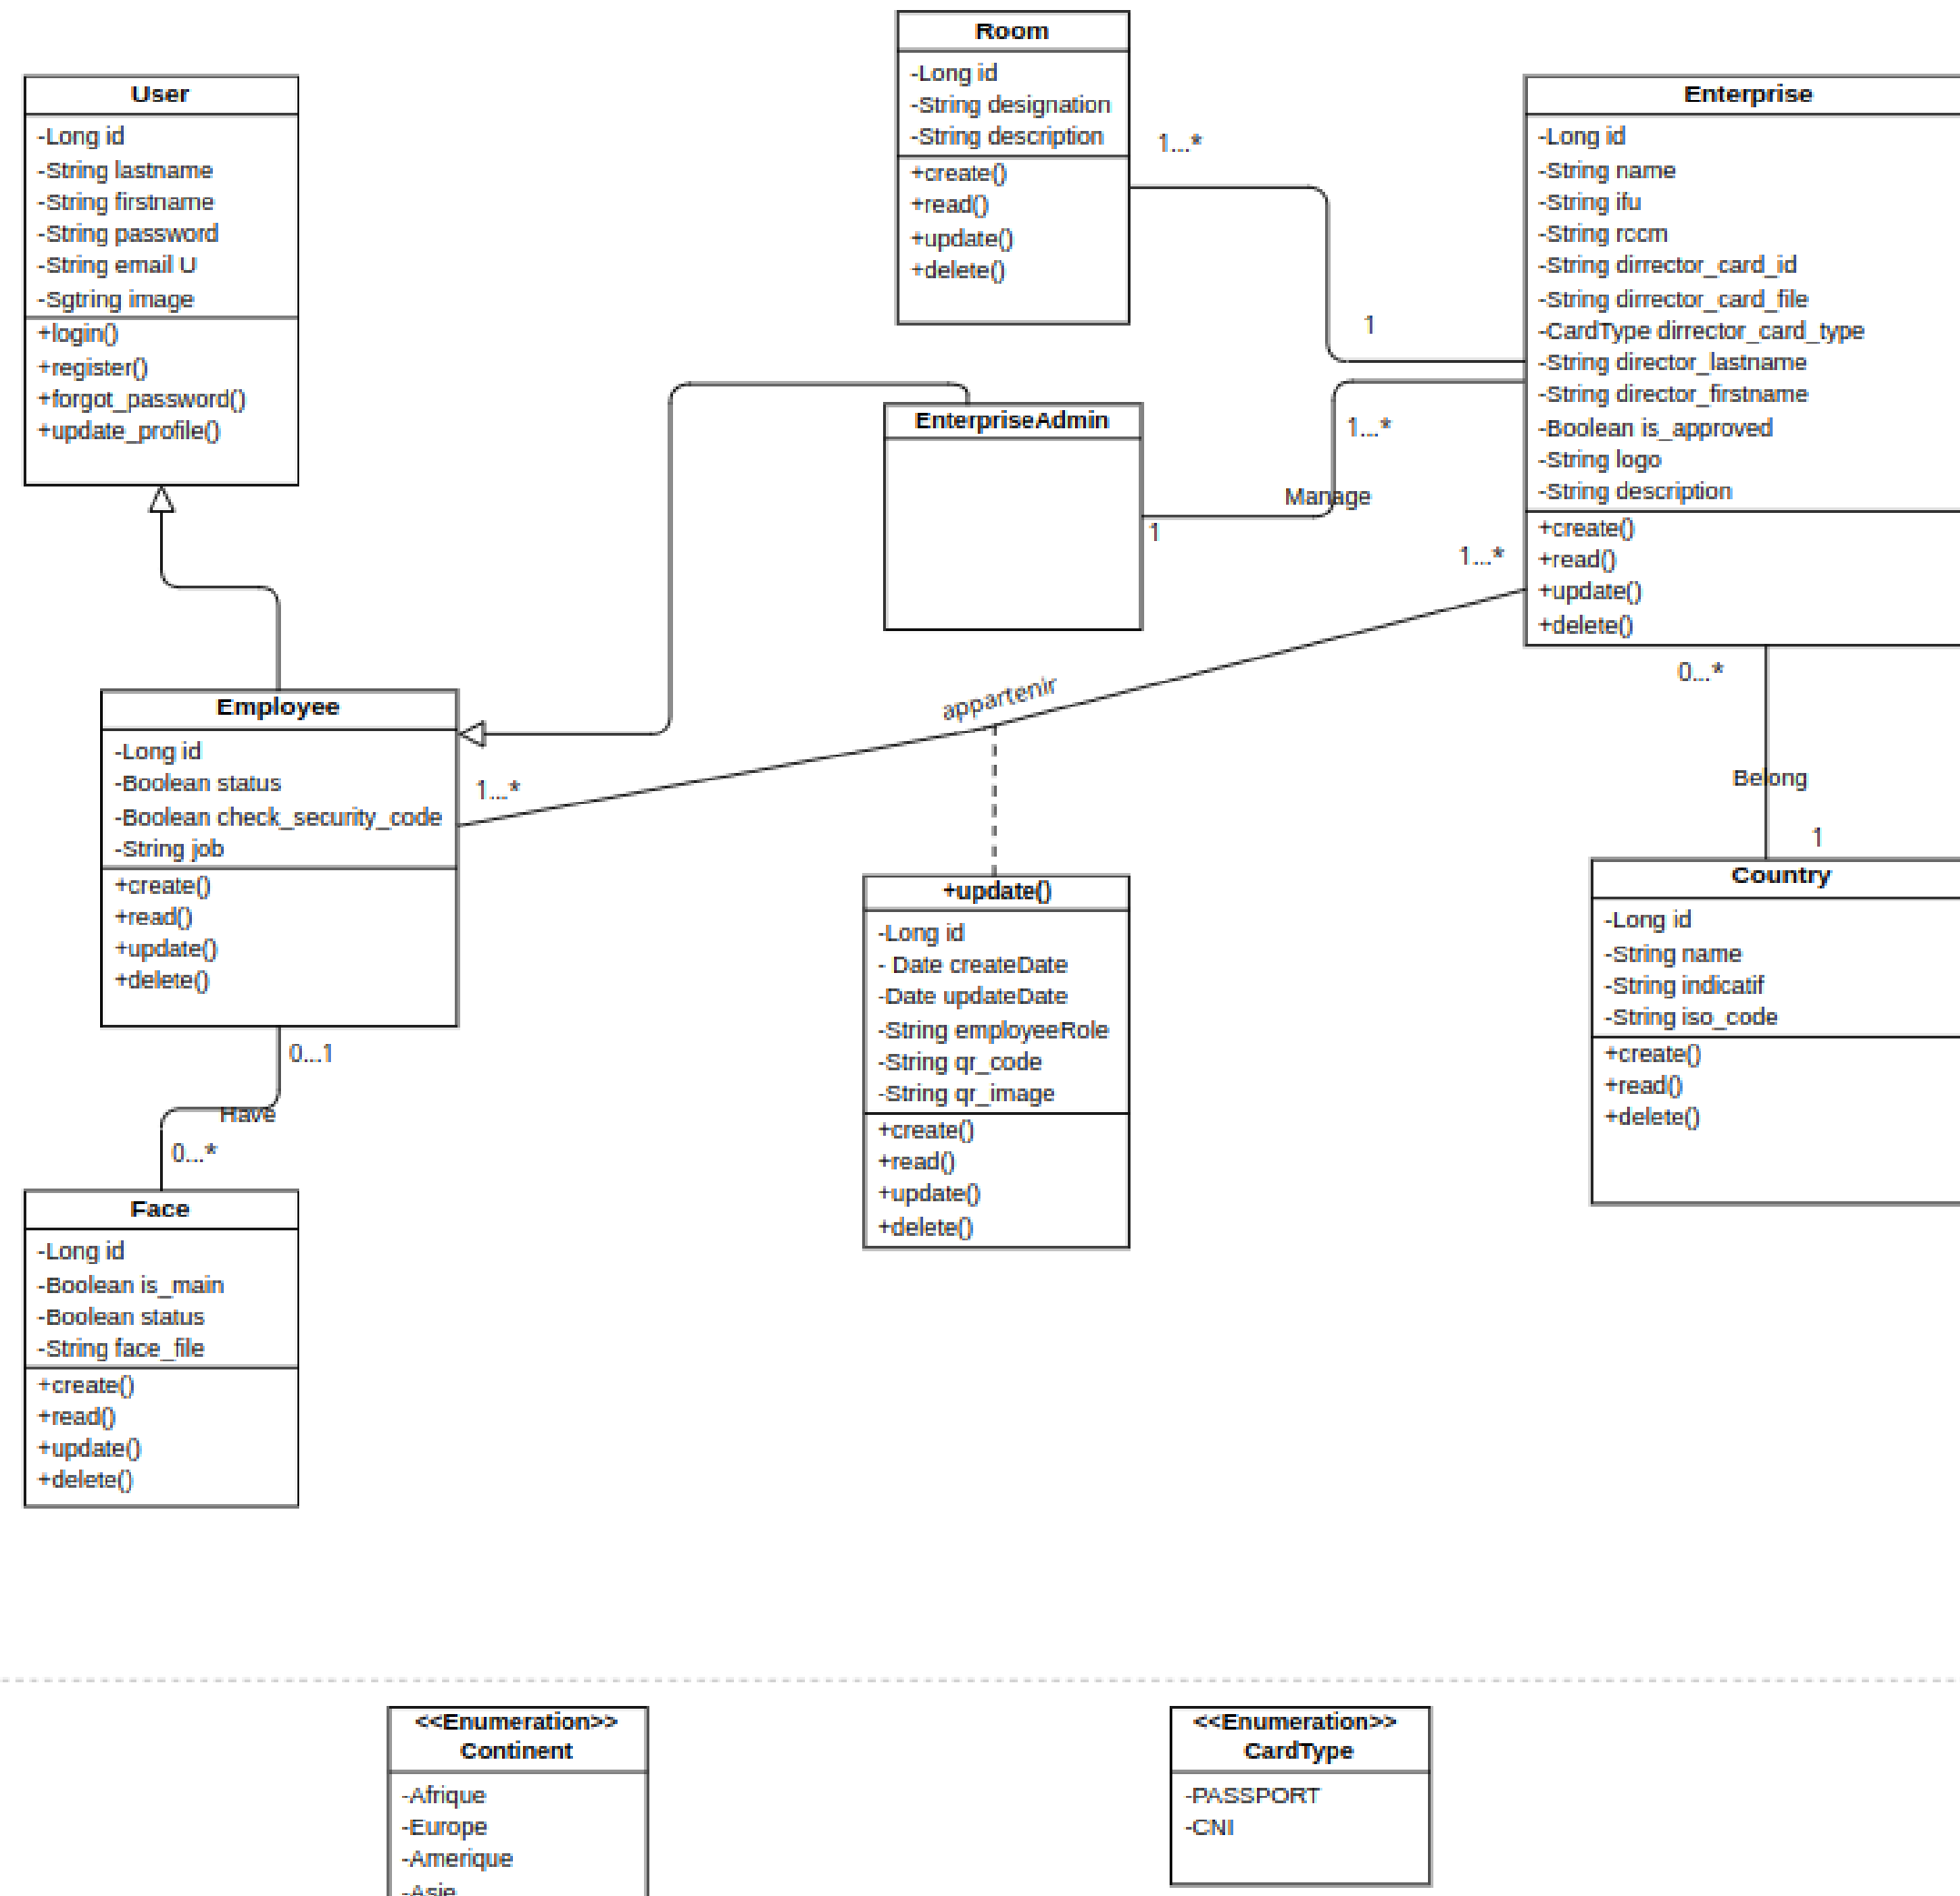 Room
-Long id
-String designation
-String description
+create()
+read()
+update()
+delete()
User
-Long id
-String lastname
-String firstname
-String password
-String email U
-Sgtring image
+login()
+register()
+forgot_password()
+update_profile()
Enterprise
-Long id
-String name
-String ifu
-String rccm
-String dirrector_card_id
-String dirrector_card_file
-CardType dirrector_card_type
-String director_lastname
-String director_firstname
-Boolean is_approved
-String logo
-String description
+create()
+read()
+update()
+delete()
1...*
1
EnterpriseAdmin
1...*
Manage
1
1...*
appartenir
1...*
0...*
Belong
1
Employee
-Long id
-Boolean status
-Boolean check_security_code
-String job
+create()
+read()
+update()
+delete()
+update()
-Long id
- Date createDate
-Date updateDate
-String employeeRole
-String qr_code
-String qr_image
+create()
+read()
+update()
+delete()
Country
-Long id
-String name
-String indicatif
-String iso_code
+create()
+read()
+delete()
0...1
Have
0...*
Face
-Long id
-Boolean is_main
-Boolean status
-String face_file
+create()
+read()
+update()
+delete()
<<Enumeration>>
Continent
-Afrique
-Europe
-Amerique
-Asie
<<Enumeration>>
CardType
-PASSPORT
-CNI